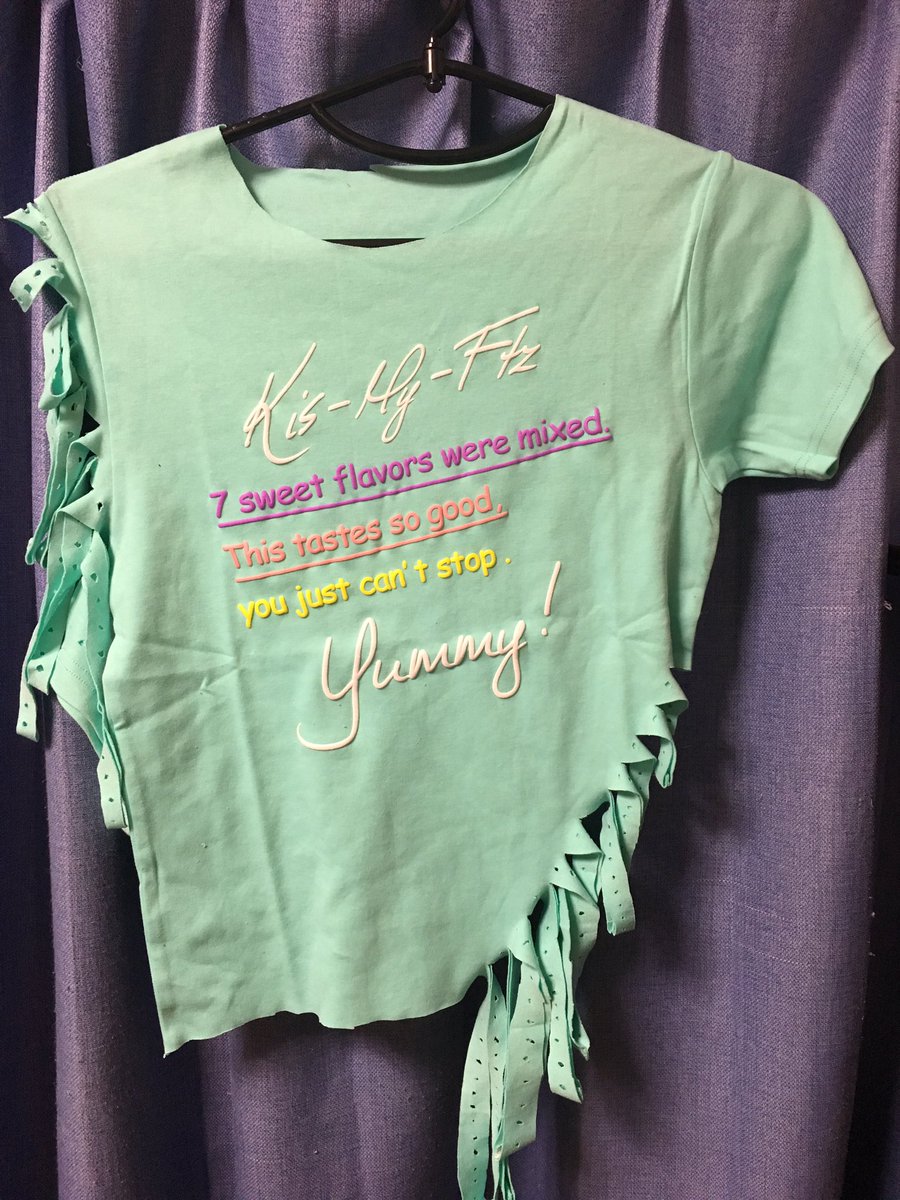 Kis-My-Ft2
7 sweet flavors were mixed.
This tastes so good,
you just can't stop.
Yummy!